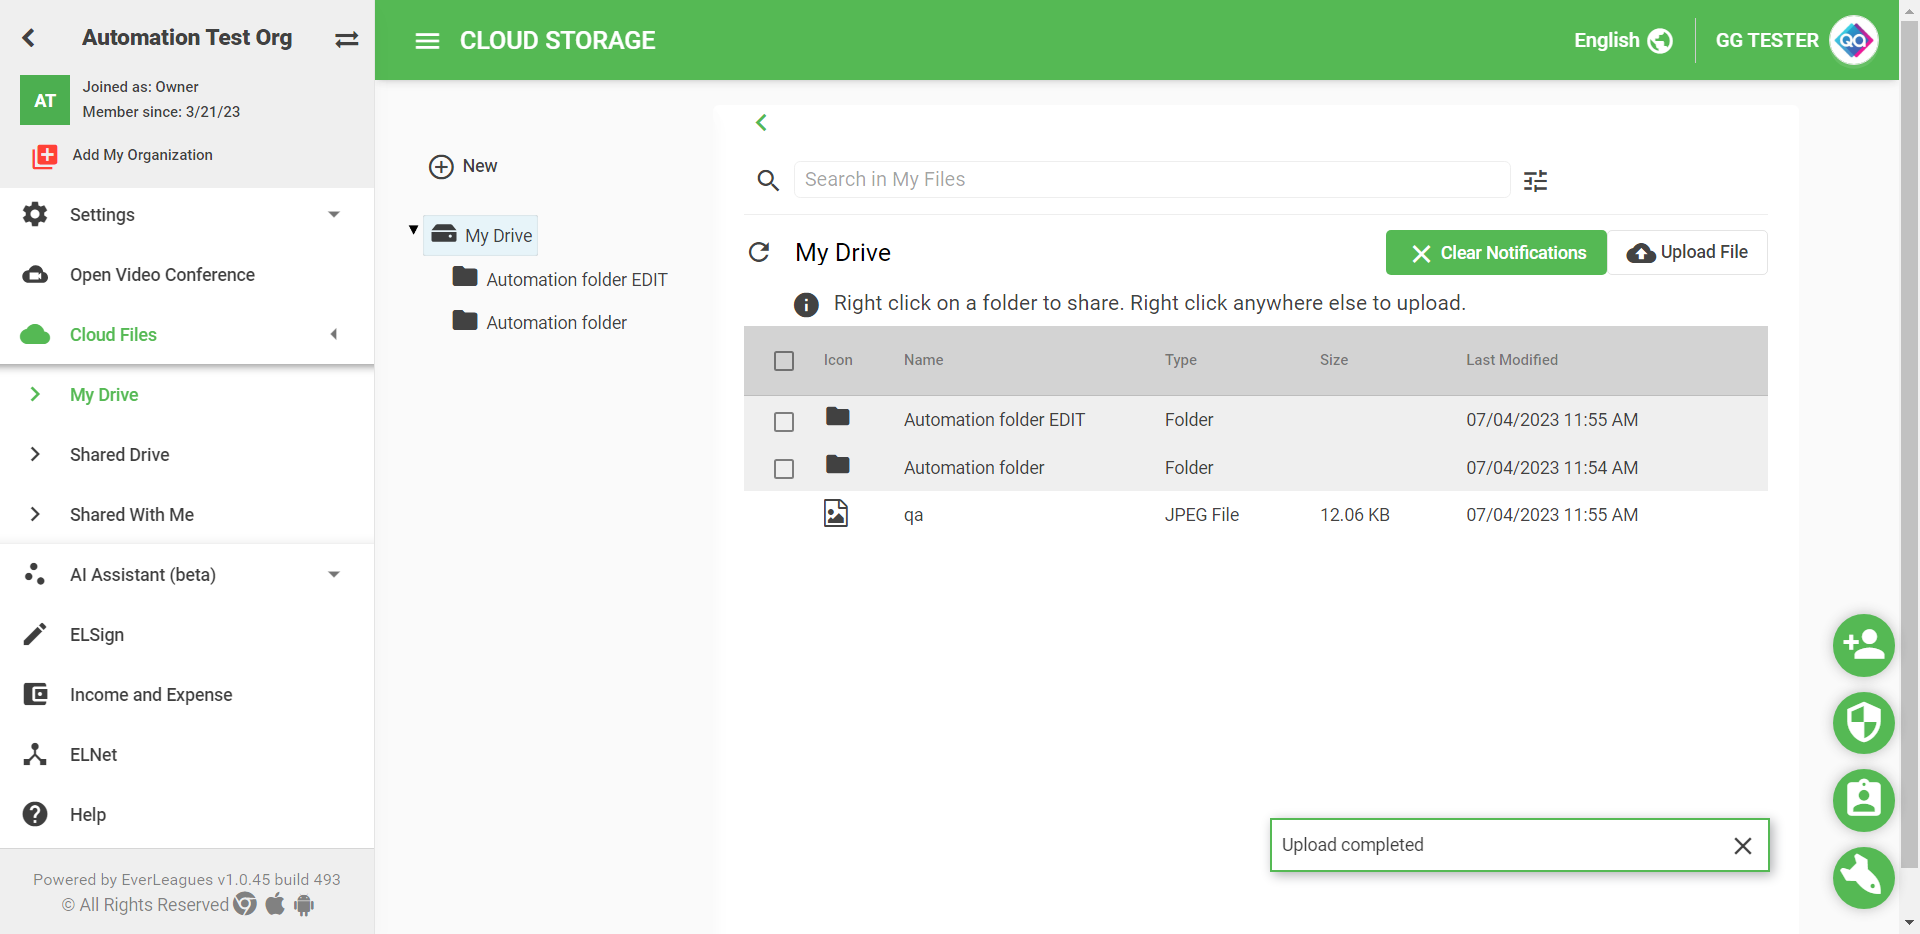 Automation Test Org
AT
Joined as: Owner
Member since: 3/21/23
Add My Organization
Settings
Open Video Conference
Cloud Files
My Drive
Shared Drive
Shared With Me
AI Assistant (beta)
ELSign
Income and Expense
ELNet
Help
Powered by EverLeagues v1.0.45 build 493
© All Rights Reserved
CLOUD STORAGE
English
GG TESTER
QA
New
My Drive
Automation folder EDIT
Automation folder
Search in My Files
My Drive
Clear Notifications
Upload File
Right click on a folder to share. Right click anywhere else to upload.
Icon Name Type Size Last Modified
Automation folder EDIT Folder 07/04/2023 11:55 AM
Automation folder Folder 07/04/2023 11:54 AM
qa JPEG File 12.06 KB 07/04/2023 11:55 AM
Upload completed